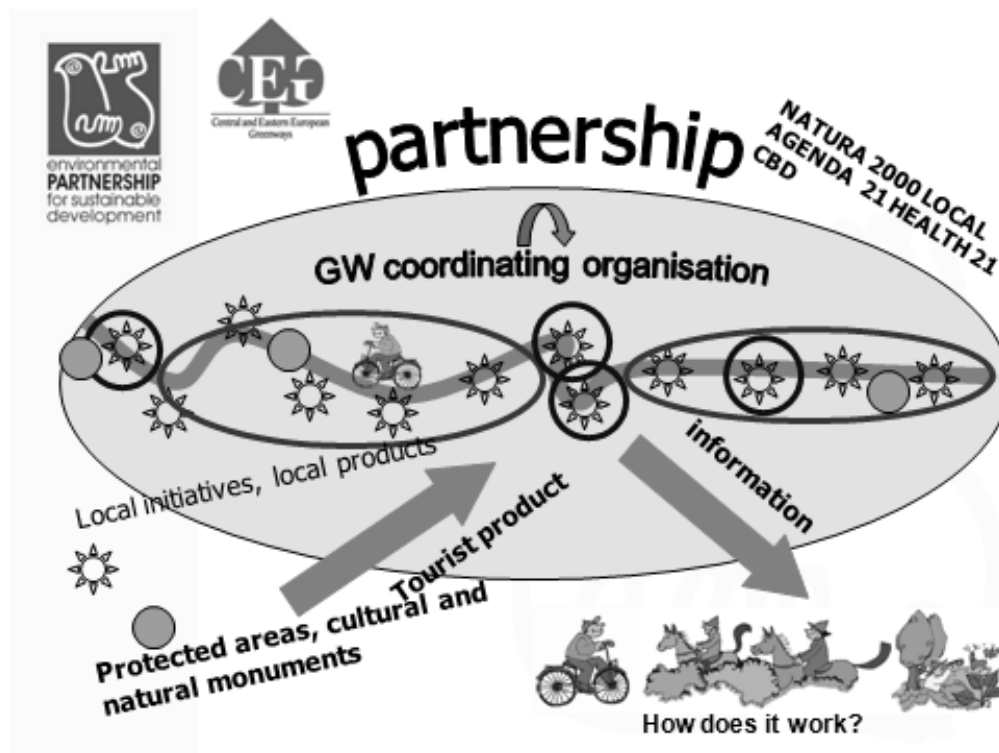 environmental
PARTNERSHIP
for sustainable
development
CEG
Central and Eastern European
Greenways
partnership
NATURA 2000 LOCAL
AGENDA 21 HEALTH 21
CBD
GW coordinating organisation
Local initiatives, local products
information
Tourist product
Protected areas, cultural and
natural monuments
How does it work?